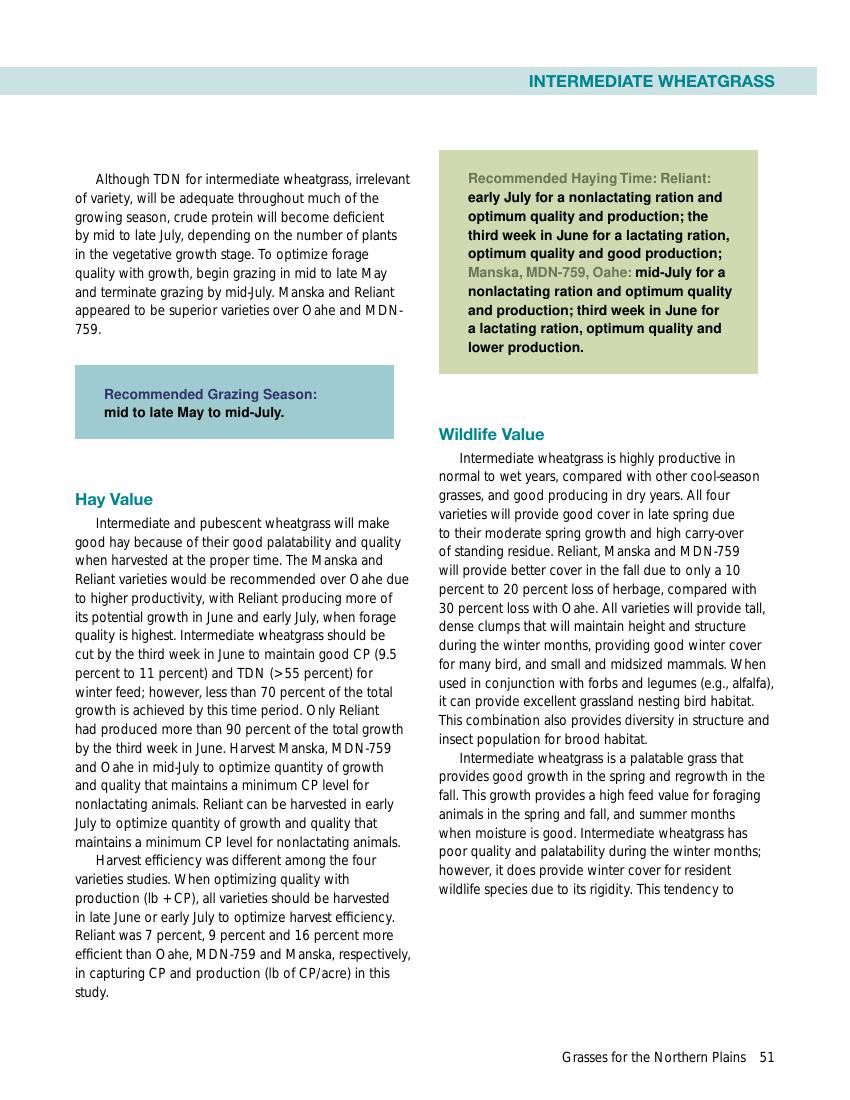 INTERMEDIATE WHEATGRASS
Although TDN for intermediate wheatgrass, irrelevant
of variety, will be adequate throughout much of the
growing season, crude protein will become deficient
by mid to late July, depending on the number of plants
in the vegetative growth stage. To optimize forage
quality with growth, begin grazing in mid to late May
and terminate grazing by mid-July. Manska and Reliant
appeared to be superior varieties over Oahe and MDN-
759.
Recommended Grazing Season:
mid to late May to mid-July.
Hay Value
Intermediate and pubescent wheatgrass will make
good hay because of their good palatability and quality
when harvested at the proper time. The Manska and
Reliant varieties would be recommended over Oahe due
to higher productivity, with Reliant producing more of
its potential growth in June and early July, when forage
quality is highest. Intermediate wheatgrass should be
cut by the third week in June to maintain good CP (9.5
percent to 11 percent) and TDN (>55 percent) for
winter feed; however, less than 70 percent of the total
growth is achieved by this time period. Only Reliant
had produced more than 90 percent of the total growth
by the third week in June. Harvest Manska, MDN-759
and Oahe in mid-July to optimize quantity of growth
and quality that maintains a minimum CP level for
nonlactating animals. Reliant can be harvested in early
July to optimize quantity of growth and quality that
maintains a minimum CP level for nonlactating animals.
Harvest efficiency was different among the four
varieties studies. When optimizing quality with
production (lb + CP), all varieties should be harvested
in late June or early July to optimize harvest efficiency.
Reliant was 7 percent, 9 percent and 16 percent more
efficient than Oahe, MDN-759 and Manska, respectively,
in capturing CP and production (lb of CP/acre) in this
study.
Recommended Haying Time: Reliant:
early July for a nonlactating ration and
optimum quality and production; the
third week in June for a lactating ration,
optimum quality and good production;
Manska, MDN-759, Oahe: mid-July for a
nonlactating ration and optimum quality
and production; third week in June for
a lactating ration, optimum quality and
lower production.
Wildlife Value
Intermediate wheatgrass is highly productive in
normal to wet years, compared with other cool-season
grasses, and good producing in dry years. All four
varieties will provide good cover in late spring due
to their moderate spring growth and high carry-over
of standing residue. Reliant, Manska and MDN-759
will provide better cover in the fall due to only a 10
percent to 20 percent loss of herbage, compared with
30 percent loss with Oahe. All varieties will provide tall,
dense clumps that will maintain height and structure
during the winter months, providing good winter cover
for many bird, and small and midsized mammals. When
used in conjunction with forbs and legumes (e.g., alfalfa),
it can provide excellent grassland nesting bird habitat.
This combination also provides diversity in structure and
insect population for brood habitat.
Intermediate wheatgrass is a palatable grass that
provides good growth in the spring and regrowth in the
fall. This growth provides a high feed value for foraging
animals in the spring and fall, and summer months
when moisture is good. Intermediate wheatgrass has
poor quality and palatability during the winter months;
however, it does provide winter cover for resident
wildlife species due to its rigidity. This tendency to
Grasses for the Northern Plains 51